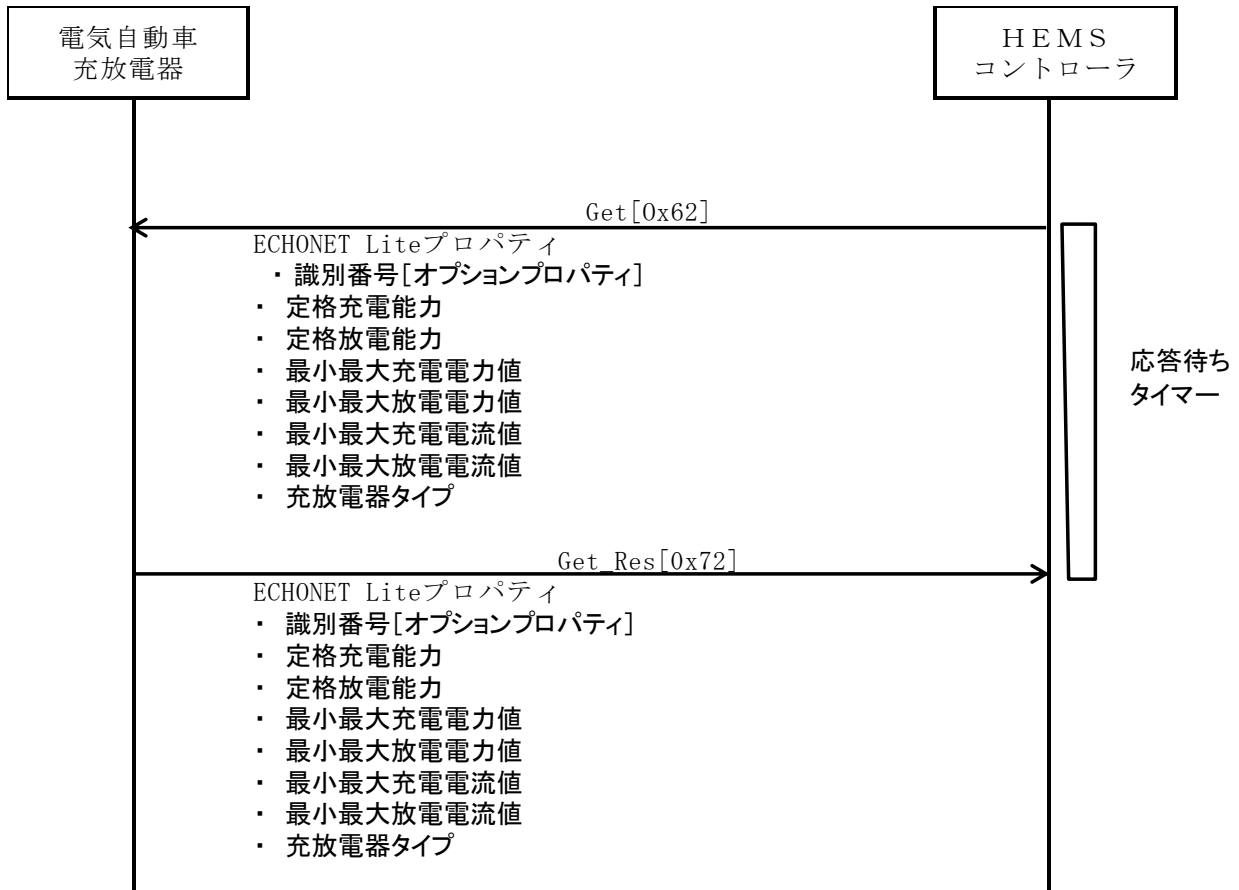 電気自動車
充放電器
ＨＥＭＳ
コントローラ
Get[0x62]
ECHONET Liteプロパティ
・ 識別番号[オプションプロパティ]
・ 定格充電能力
・ 定格放電能力
・ 最小最大充電電力値
・ 最小最大放電電力値
・ 最小最大充電電流値
・ 最小最大放電電流値
・ 充放電器タイプ
応答待ち
タイマー
Get_Res[0x72]
ECHONET Liteプロパティ
・ 識別番号[オプションプロパティ]
・ 定格充電能力
・ 定格放電能力
・ 最小最大充電電力値
・ 最小最大放電電力値
・ 最小最大充電電流値
・ 最小最大放電電流値
・ 充放電器タイプ